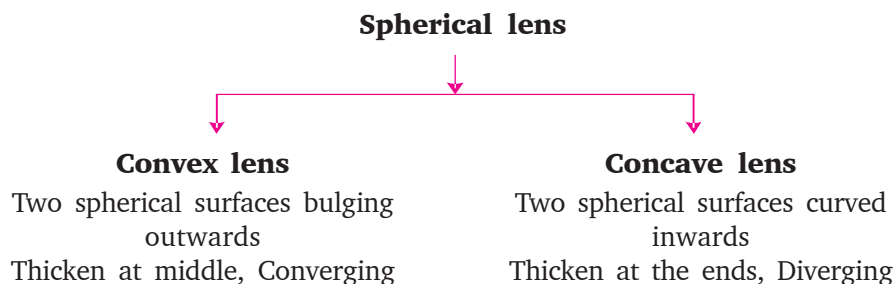 Spherical lens
Convex lens
Two spherical surfaces bulging
outwards
Thicken at middle, Converging
Concave lens
Two spherical surfaces curved
inwards
Thicken at the ends, Diverging